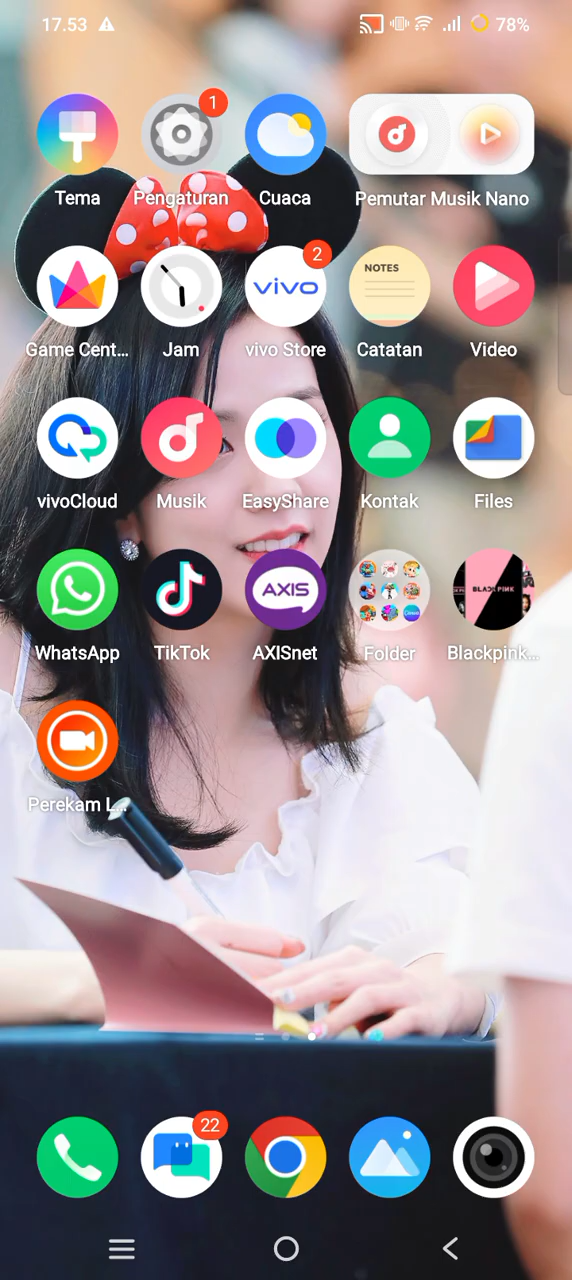 17.53
78%
1
Tema
Pengaturan
Cuaca
Pemutar Musik Nano
NOTES
vivo
2
Game Cent...
Jam
vivo Store
Catatan
Video
vivoCloud
Musik
EasyShare
Kontak
Files
AXIS
BLACKPINK
WhatsApp
TikTok
AXISnet
Folder
Blackpink...
Perekam L...
22